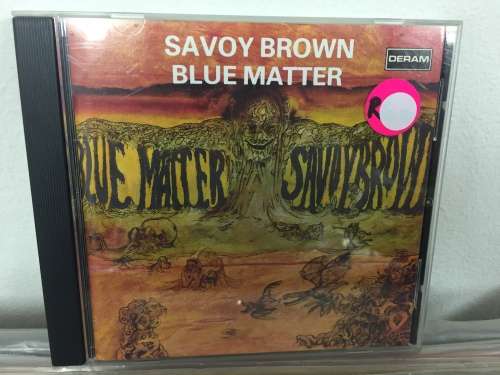 SAVOY BROWN
BLUE MATTER
DERAM
R
BLUE MATTER
SAVOY BROWN